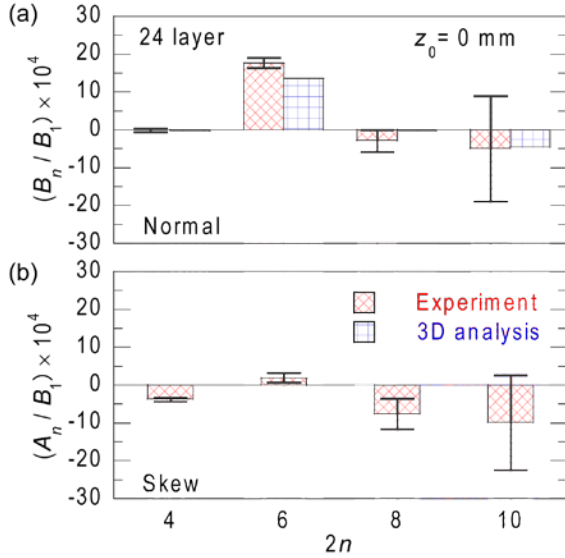 (a)
24 layer
z₀ = 0 mm
30
20
10
0
-10
-20
-30
(Bₙ / B₁) × 10⁴
Normal
(b)
30
20
10
0
-10
-20
-30
(Aₙ / B₁) × 10⁴
Experiment
3D analysis
Skew
4 6 8 10
2n